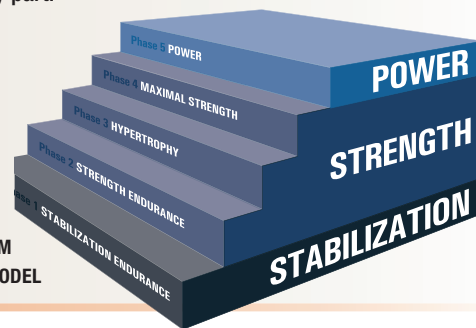 Phase 5 POWER
Phase 4 MAXIMAL STRENGTH
Phase 3 HYPERTROPHY
Phase 2 STRENGTH ENDURANCE
1 STABILIZATION ENDURANCE
POWER
STRENGTH
STABILIZATION